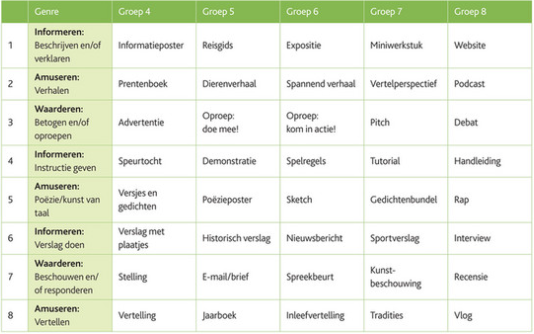 Genre Groep 4 Groep 5 Groep 6 Groep 7 Groep 8
1 Informeren:
Beschrijven en/of
verklaren Informatieposter Reisgids Expositie Miniwerkstuk Website
2 Amuseren:
Verhalen Prentenboek Dierenverhaal Spannend verhaal Vertelperspectief Podcast
3 Waarderen:
Betogen en/of
oproepen Advertentie Oproep:
doe mee! Oproep:
kom in actie! Pitch Debat
4 Informeren:
Instructie geven Speurtocht Demonstratie Spelregels Tutorial Handleiding
5 Amuseren:
Poëzie/kunst van
taal Versjes en
gedichten Poëzieposter Sketch Gedichtenbundel Rap
6 Informeren:
Verslag doen Verslag met
plaatjes Historisch verslag Nieuwsbericht Sportverslag Interview
7 Waarderen:
Beschouwen en/
of responderen Stelling E-mail/brief Spreekbeurt Kunst-
beschouwing Recensie
8 Amuseren:
Vertellen Vertelling Jaarboek Inleefvertelling Tradities Vlog